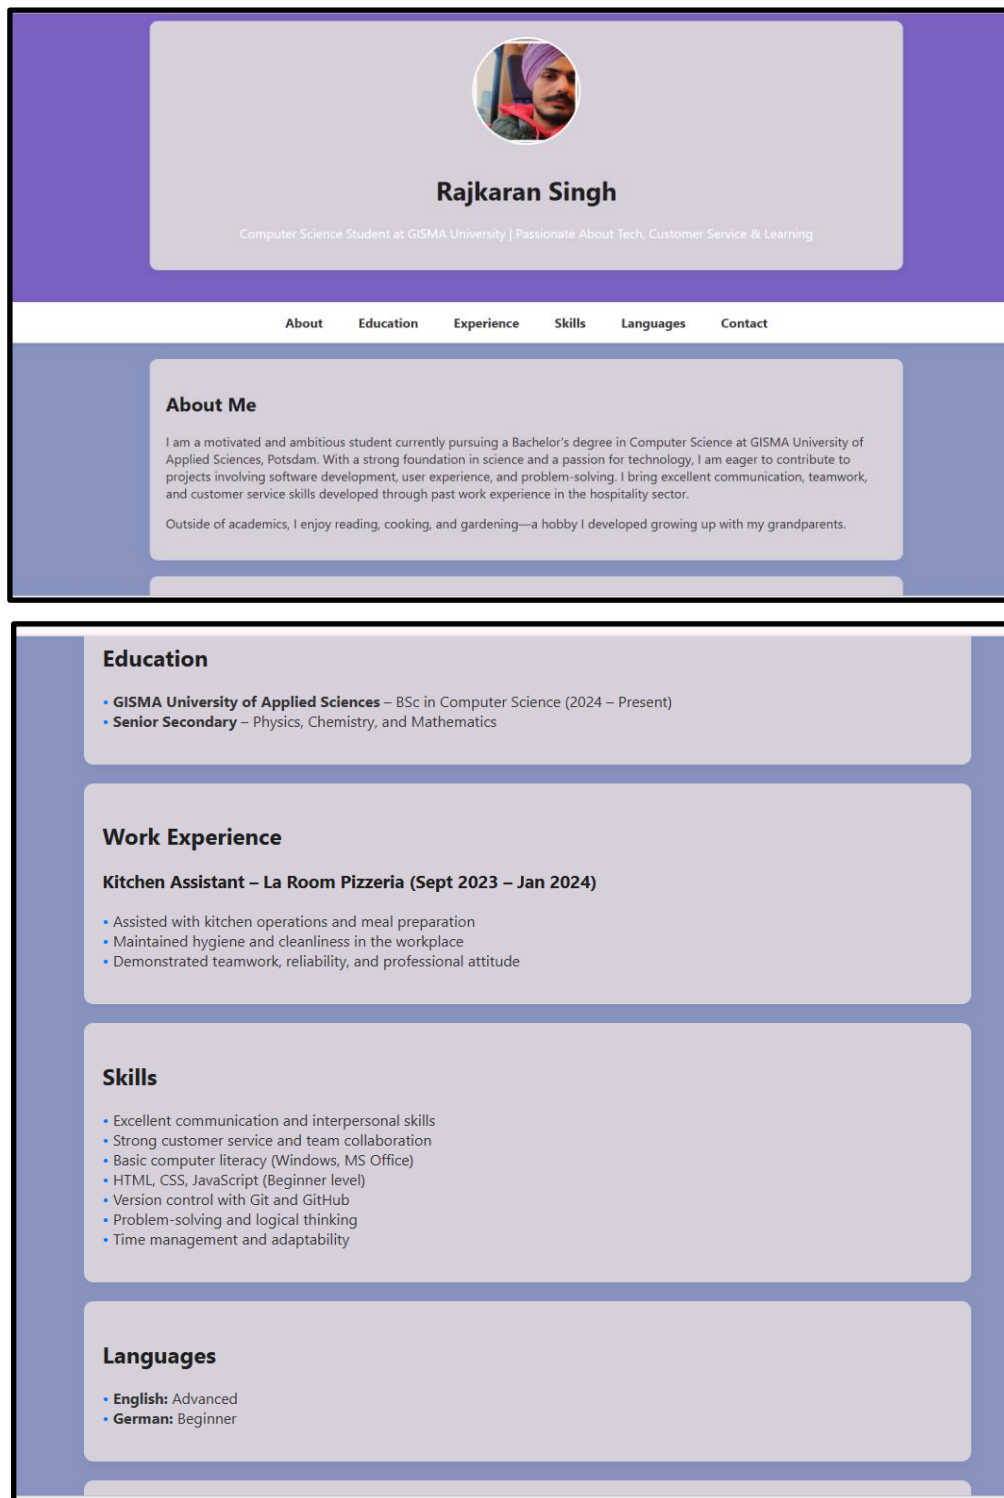 Rajkaran Singh
Computer Science Student at GISMA University | Passionate About Tech, Customer Service & Learning
About Education Experience Skills Languages Contact
About Me
I am a motivated and ambitious student currently pursuing a Bachelor's degree in Computer Science at GISMA University of
Applied Sciences, Potsdam. With a strong foundation in science and a passion for technology, I am eager to contribute to
projects involving software development, user experience, and problem-solving. I bring excellent communication, teamwork,
and customer service skills developed through past work experience in the hospitality sector.
Outside of academics, I enjoy reading, cooking, and gardening—a hobby I developed growing up with my grandparents.
Education
• GISMA University of Applied Sciences – BSc in Computer Science (2024 – Present)
• Senior Secondary – Physics, Chemistry, and Mathematics
Work Experience
Kitchen Assistant – La Room Pizzeria (Sept 2023 – Jan 2024)
• Assisted with kitchen operations and meal preparation
• Maintained hygiene and cleanliness in the workplace
• Demonstrated teamwork, reliability, and professional attitude
Skills
• Excellent communication and interpersonal skills
• Strong customer service and team collaboration
• Basic computer literacy (Windows, MS Office)
• HTML, CSS, JavaScript (Beginner level)
• Version control with Git and GitHub
• Problem-solving and logical thinking
• Time management and adaptability
Languages
• English: Advanced
• German: Beginner